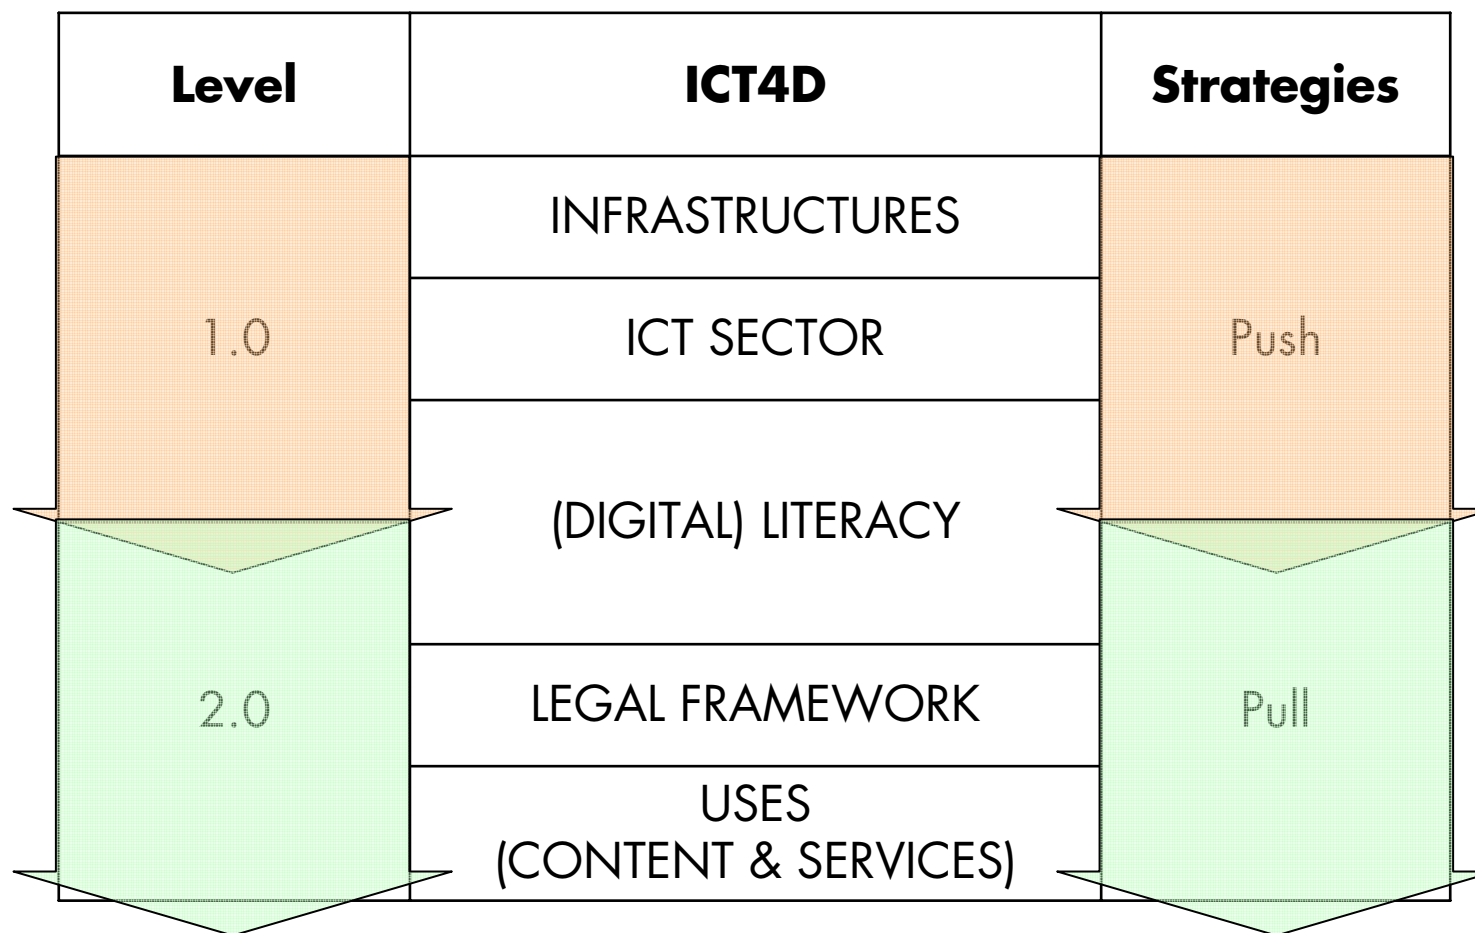 Level
ICT4D
Strategies
INFRASTRUCTURES
1.0
ICT SECTOR
Push
(DIGITAL) LITERACY
2.0
LEGAL FRAMEWORK
Pull
USES
(CONTENT & SERVICES)